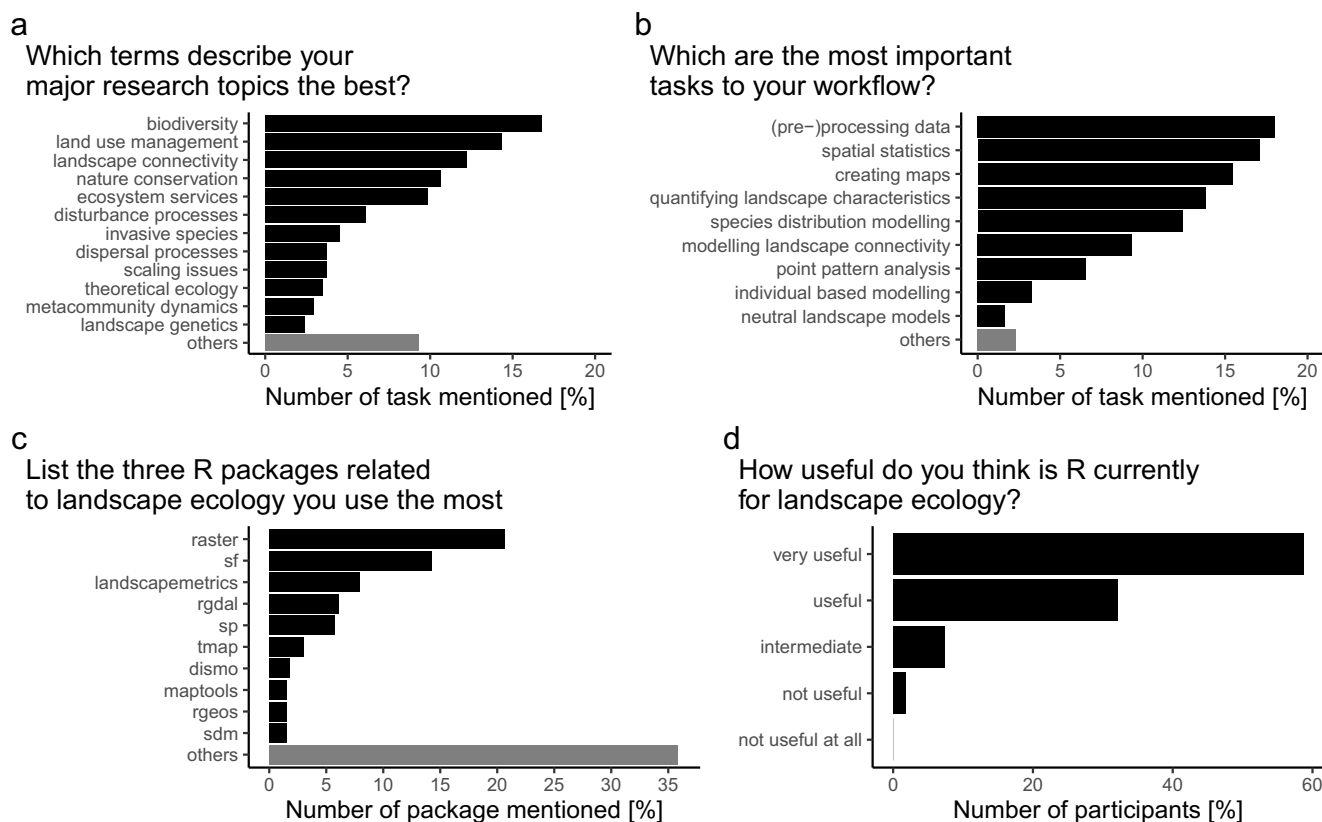 a
Which terms describe your
major research topics the best?
biodiversity
land use management
landscape connectivity
nature conservation
ecosystem services
disturbance processes
invasive species
dispersal processes
scaling issues
theoretical ecology
metacommunity dynamics
landscape genetics
others
0 5 10 15 20
Number of task mentioned [%]
b
Which are the most important
tasks to your workflow?
(pre−)processing data
spatial statistics
creating maps
quantifying landscape characteristics
species distribution modelling
modelling landscape connectivity
point pattern analysis
individual based modelling
neutral landscape models
others
0 5 10 15 20
Number of task mentioned [%]
c
List the three R packages related
to landscape ecology you use the most
raster
sf
landscapemetrics
rgdal
sp
tmap
dismo
maptools
rgeos
sdm
others
0 5 10 15 20 25 30 35
Number of package mentioned [%]
d
How useful do you think is R currently
for landscape ecology?
very useful
useful
intermediate
not useful
not useful at all
0 20 40 60
Number of participants [%]